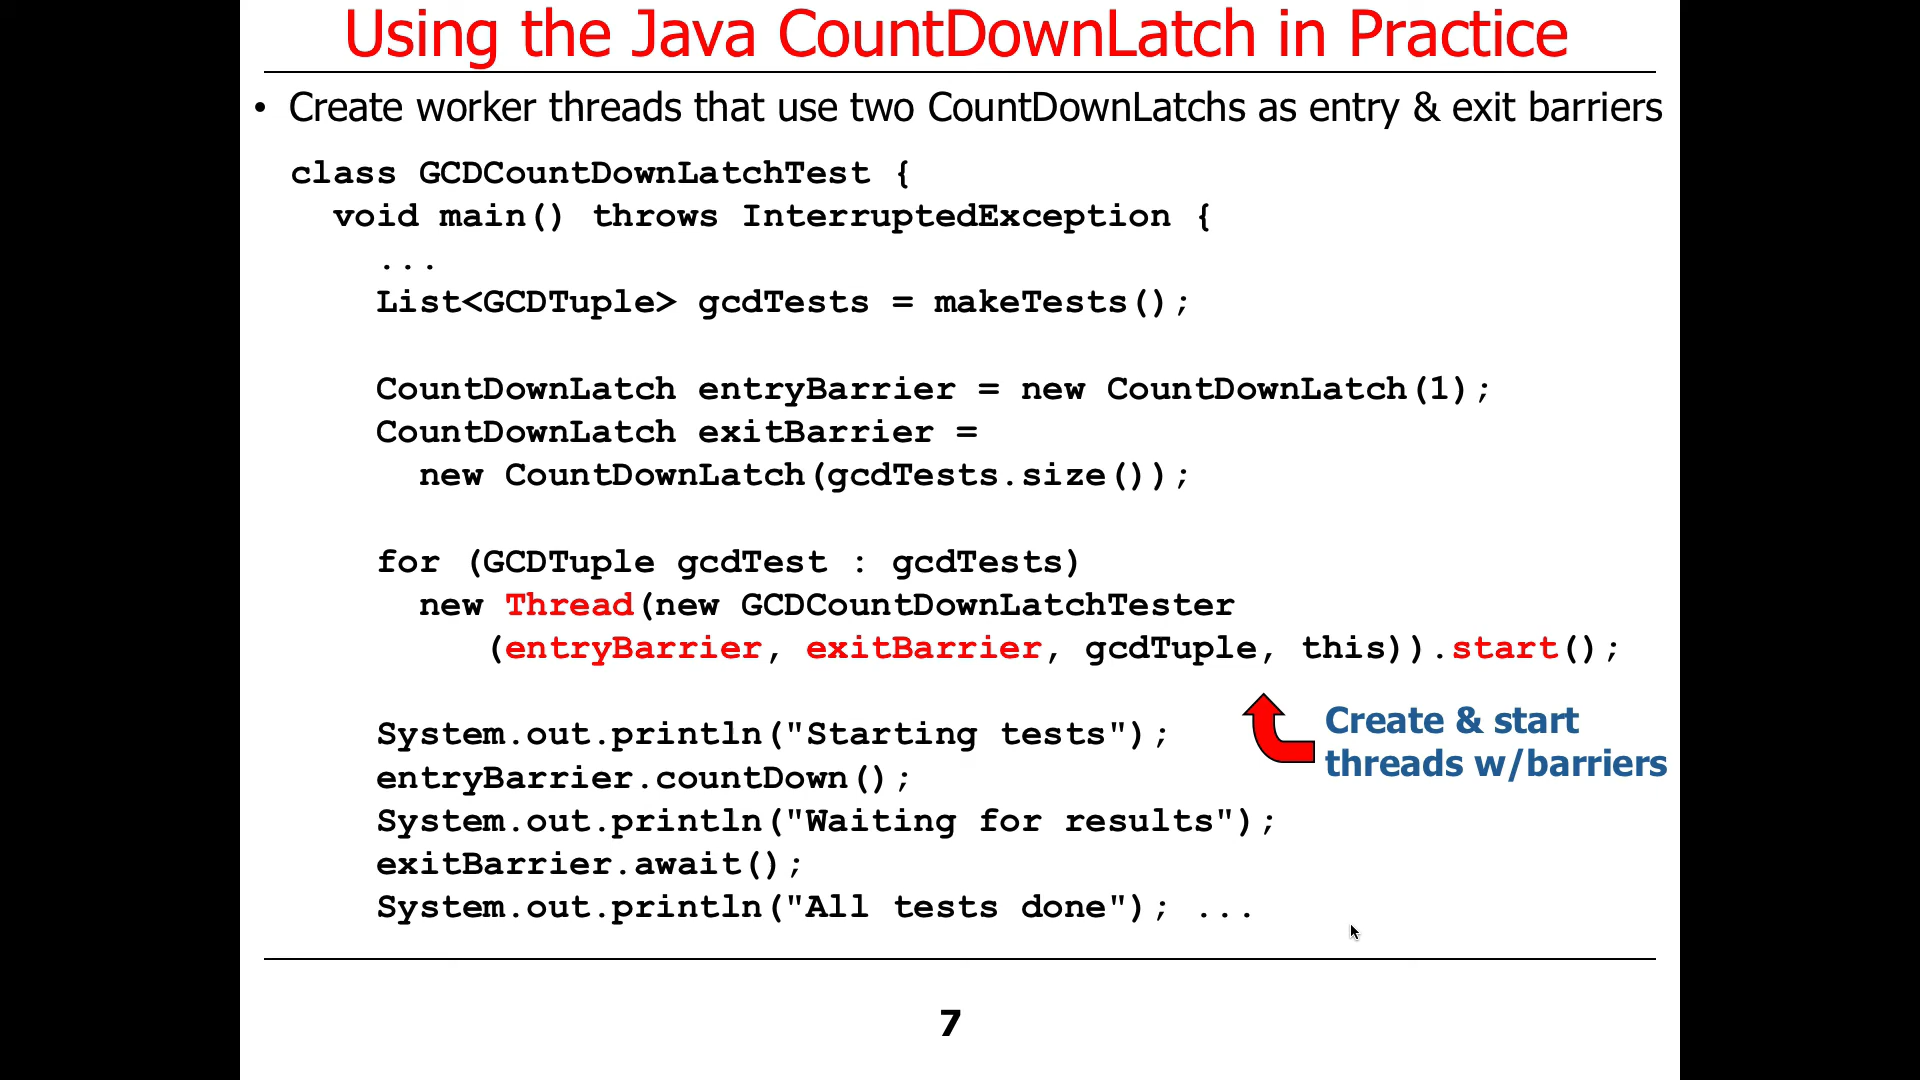 Using the Java CountDownLatch in Practice
• Create worker threads that use two CountDownLatchs as entry & exit barriers
class GCDCountDownLatchTest {
void main() throws InterruptedException {
...
List<GCDTuple> gcdTests = makeTests();
CountDownLatch entryBarrier = new CountDownLatch(1);
CountDownLatch exitBarrier =
new CountDownLatch(gcdTests.size());
for (GCDTuple gcdTest : gcdTests)
new Thread(new GCDCountDownLatchTester
(entryBarrier, exitBarrier, gcdTuple, this)).start();
System.out.println("Starting tests");
entryBarrier.countDown();
System.out.println("Waiting for results");
exitBarrier.await();
System.out.println("All tests done"); ...
Create & start
threads w/barriers
7